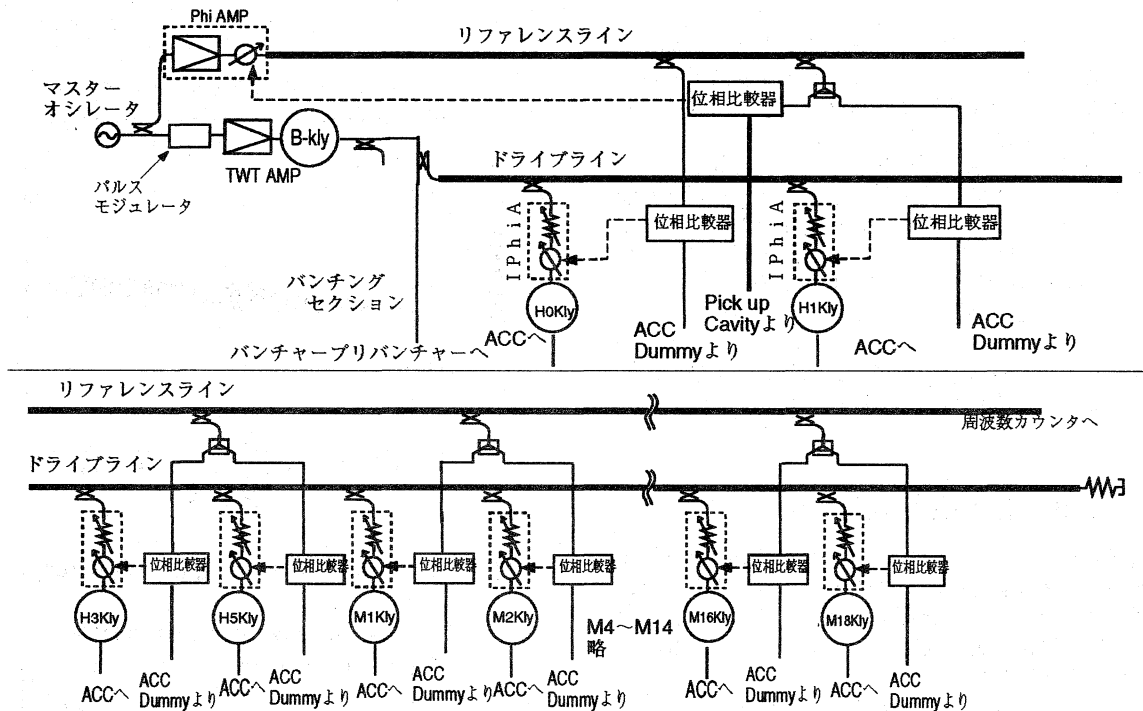 Phi AMP
リファレンスライン
マスター
オシレータ
位相比較器
B-kly
TWT AMP
パルス
モジュレータ
ドライブライン
IPhiA
位相比較器
IPhiA
位相比較器
バンチング
セクション
H0Kly
H1Kly
Pick up
Cavityより
ACCへ
ACC
Dummyより
ACCへ
ACC
Dummyより
バンチャープリバンチャーへ
リファレンスライン
周波数カウンタへ
ドライブライン
位相比較器
位相比較器
位相比較器
位相比較器
位相比較器
位相比較器
H3Kly
H5Kly
M1Kly
M2Kly
M16Kly
M18Kly
M4〜M14
略
ACCへ
ACC
Dummyより
ACCへ
ACC
Dummyより
ACCへ
ACC
Dummyより
ACCへ
ACC
Dummyより
ACCへ
ACC
Dummyより
ACCへ
ACC
Dummyより